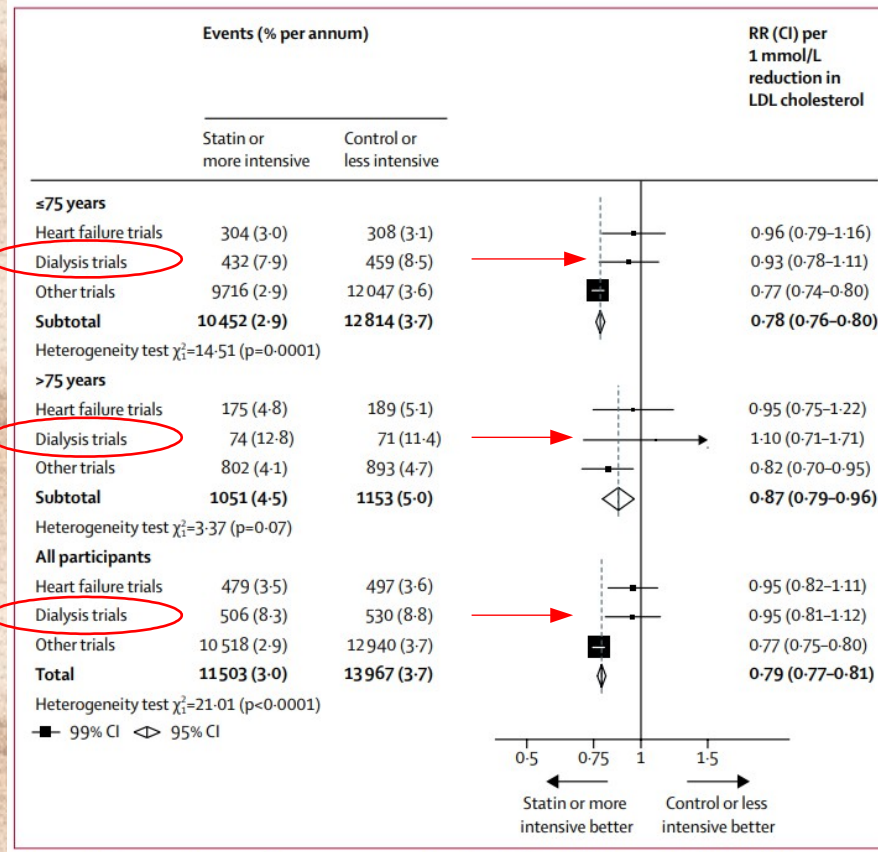 Events (% per annum)
RR (CI) per
1 mmol/L
reduction in
LDL cholesterol
Statin or
more intensive
Control or
less intensive
≤75 years
Heart failure trials 304 (3·0) 308 (3·1) 0·96 (0·79–1·16)
Dialysis trials 432 (7·9) 459 (8·5) 0·93 (0·78–1·11)
Other trials 9716 (2·9) 12 047 (3·6) 0·77 (0·74–0·80)
Subtotal 10 452 (2·9) 12 814 (3·7) 0·78 (0·76–0·80)
Heterogeneity test χ²₁=14·51 (p=0·0001)
>75 years
Heart failure trials 175 (4·8) 189 (5·1) 0·95 (0·75–1·22)
Dialysis trials 74 (12·8) 71 (11·4) 1·10 (0·71–1·71)
Other trials 802 (4·1) 893 (4·7) 0·82 (0·70–0·95)
Subtotal 1051 (4·5) 1153 (5·0) 0·87 (0·79–0·96)
Heterogeneity test χ²₁=3·37 (p=0·07)
All participants
Heart failure trials 479 (3·5) 497 (3·6) 0·95 (0·82–1·11)
Dialysis trials 506 (8·3) 530 (8·8) 0·95 (0·81–1·12)
Other trials 10 518 (2·9) 12 940 (3·7) 0·77 (0·75–0·80)
Total 11 503 (3·0) 13 967 (3·7) 0·79 (0·77–0·81)
Heterogeneity test χ²₁=21·01 (p<0·0001)
99% CI 95% CI
0·5 0·75 1 1·5
Statin or more
intensive better
Control or less
intensive better